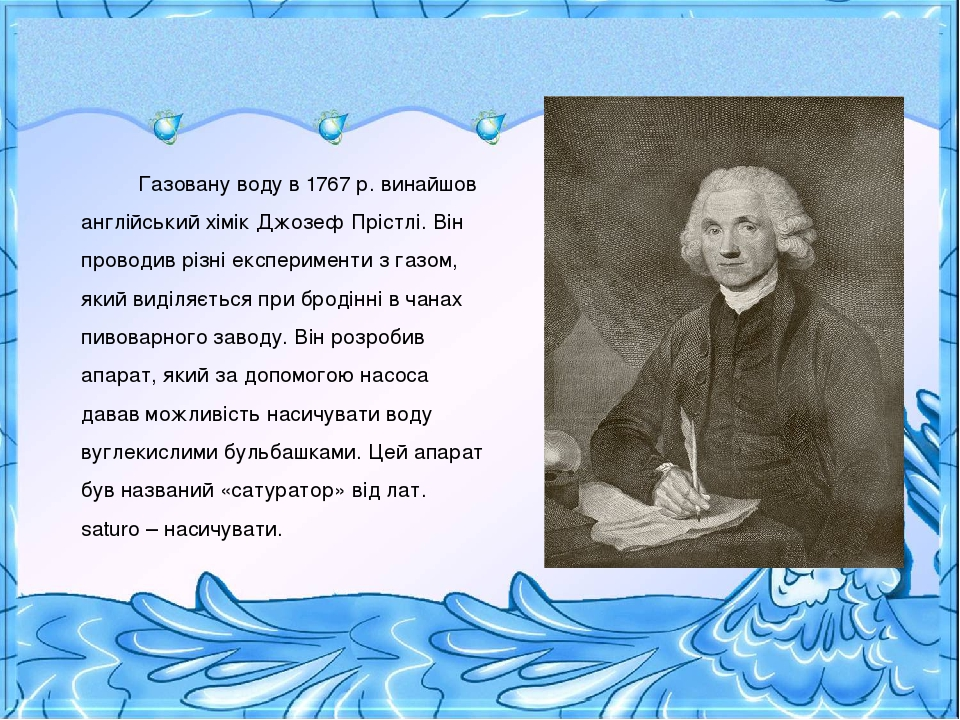 Газовану воду в 1767 р. винайшов
англійський хімік Джозеф Прістлі. Він
проводив різні експерименти з газом,
який виділяється при бродінні в чанах
пивоварного заводу. Він розробив
апарат, який за допомогою насоса
давав можливість насичувати воду
вуглекислими бульбашками. Цей апарат
був названий «сатуратор» від лат.
saturo – насичувати.